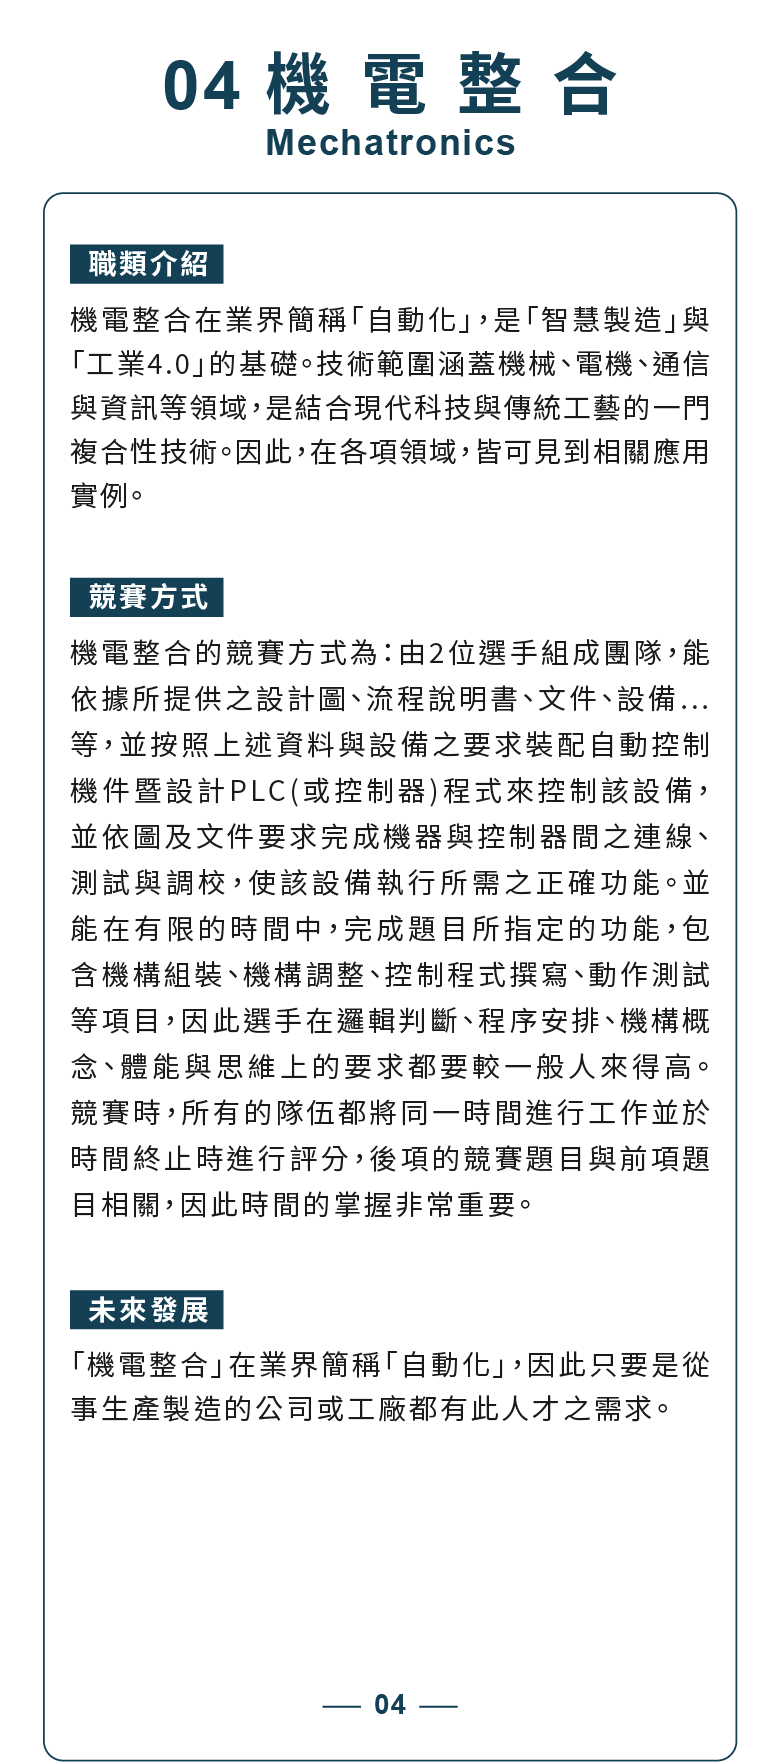 04 機電整合
Mechatronics
職類介紹
機電整合在業界簡稱「自動化」,是「智慧製造」與
「工業4.0」的基礎。技術範圍涵蓋機械、電機、通信
與資訊等領域,是結合現代科技與傳統工藝的一門
複合性技術。因此,在各項領域,皆可見到相關應用
實例。
競賽方式
機電整合的競賽方式為：由2位選手組成團隊,能
依據所提供之設計圖、流程說明書、文件、設備...
等,並按照上述資料與設備之要求裝配自動控制
機件暨設計PLC(或控制器)程式來控制該設備,
並依圖及文件要求完成機器與控制器間之連線、
測試與調校,使該設備執行所需之正確功能。並
能在有限的時間中,完成題目所指定的功能,包
含機構組裝、機構調整、控制程式撰寫、動作測試
等項目,因此選手在邏輯判斷、程序安排、機構概
念、體能與思維上的要求都要較一般人來得高。
競賽時,所有的隊伍都將同一時間進行工作並於
時間終止時進行評分,後項的競賽題目與前項題
目相關,因此時間的掌握非常重要。
未來發展
「機電整合」在業界簡稱「自動化」,因此只要是從
事生產製造的公司或工廠都有此人才之需求。
04